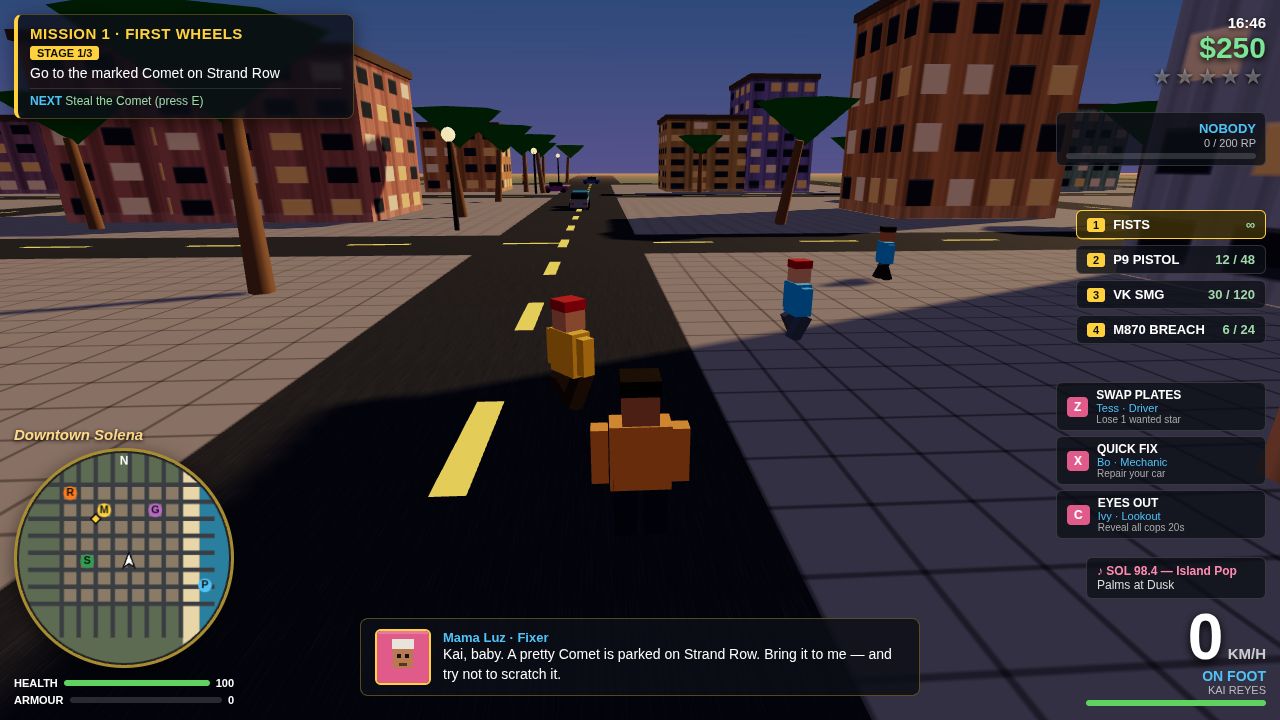 MISSION 1 · FIRST WHEELS
STAGE 1/3
Go to the marked Comet on Strand Row
NEXT Steal the Comet (press E)
16:46
$250
★★★★★
NOBODY
0 / 200 RP
1 FISTS ∞
2 P9 PISTOL 12 / 48
3 VK SMG 30 / 120
4 M870 BREACH 6 / 24
Z SWAP PLATES
Tess · Driver
Lose 1 wanted star
X QUICK FIX
Bo · Mechanic
Repair your car
C EYES OUT
Ivy · Lookout
Reveal all cops 20s
♪ SOL 98.4 — Island Pop
Palms at Dusk
0 KM/H
ON FOOT
KAI REYES
Downtown Solena
N
R
M
G
S
P
HEALTH 100
ARMOUR 0
Mama Luz · Fixer
Kai, baby. A pretty Comet is parked on Strand Row. Bring it to me — and
try not to scratch it.